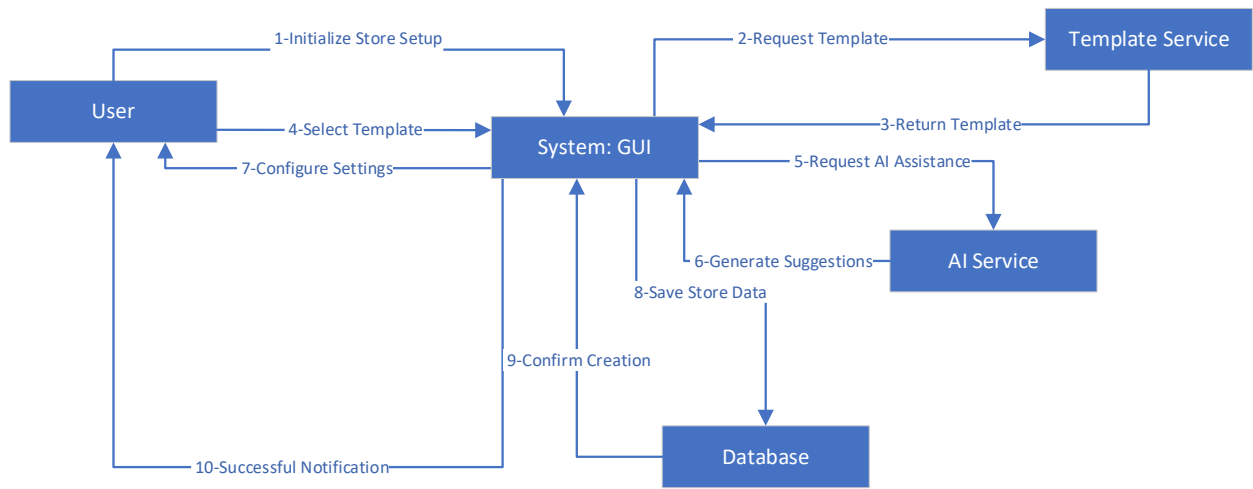 1-Initialize Store Setup
2-Request Template
Template Service
User
4-Select Template
3-Return Template
System: GUI
7-Configure Settings
5-Request AI Assistance
6-Generate Suggestions
AI Service
8-Save Store Data
9-Confirm Creation
Database
10-Successful Notification